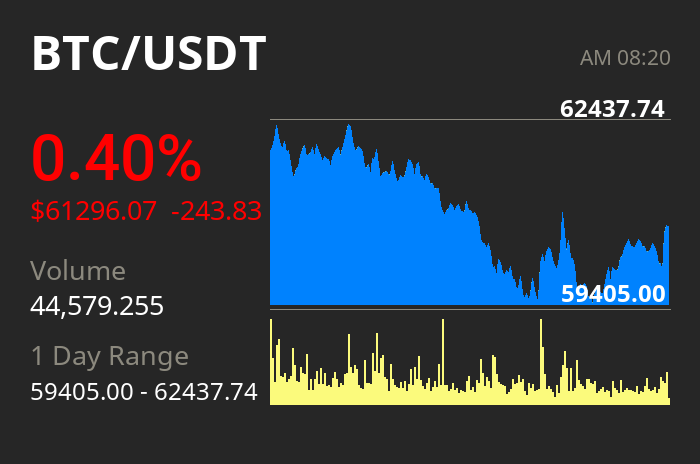 BTC/USDT
AM 08:20
62437.74
0.40%
$61296.07 -243.83
Volume
44,579.255
59405.00
1 Day Range
59405.00 - 62437.74